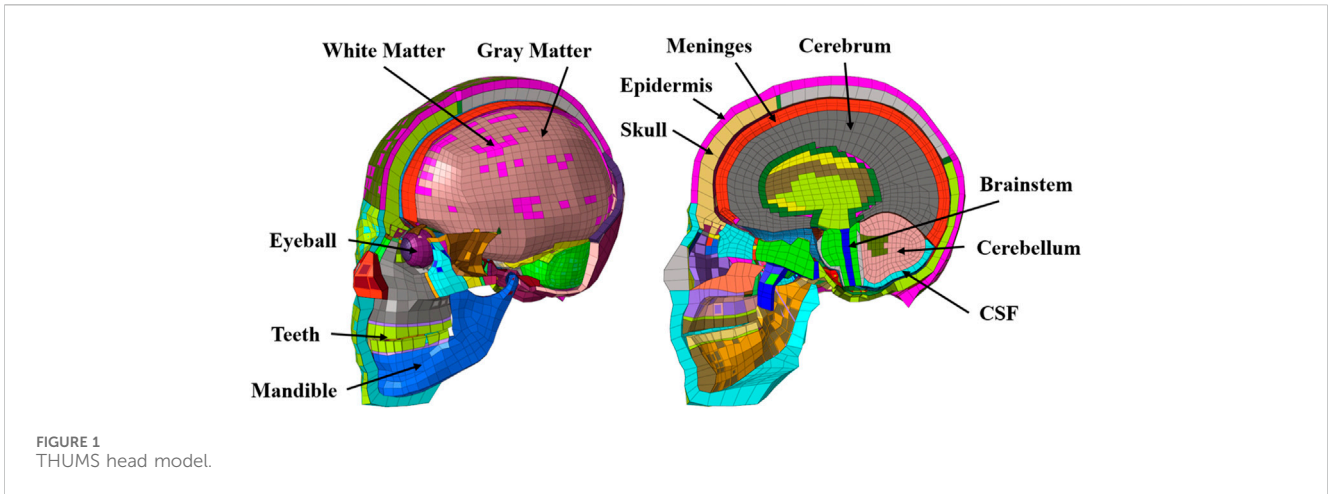 White Matter
Gray Matter
Eyeball
Teeth
Mandible
Meninges
Cerebrum
Epidermis
Skull
Brainstem
Cerebellum
CSF
FIGURE 1
THUMS head model.